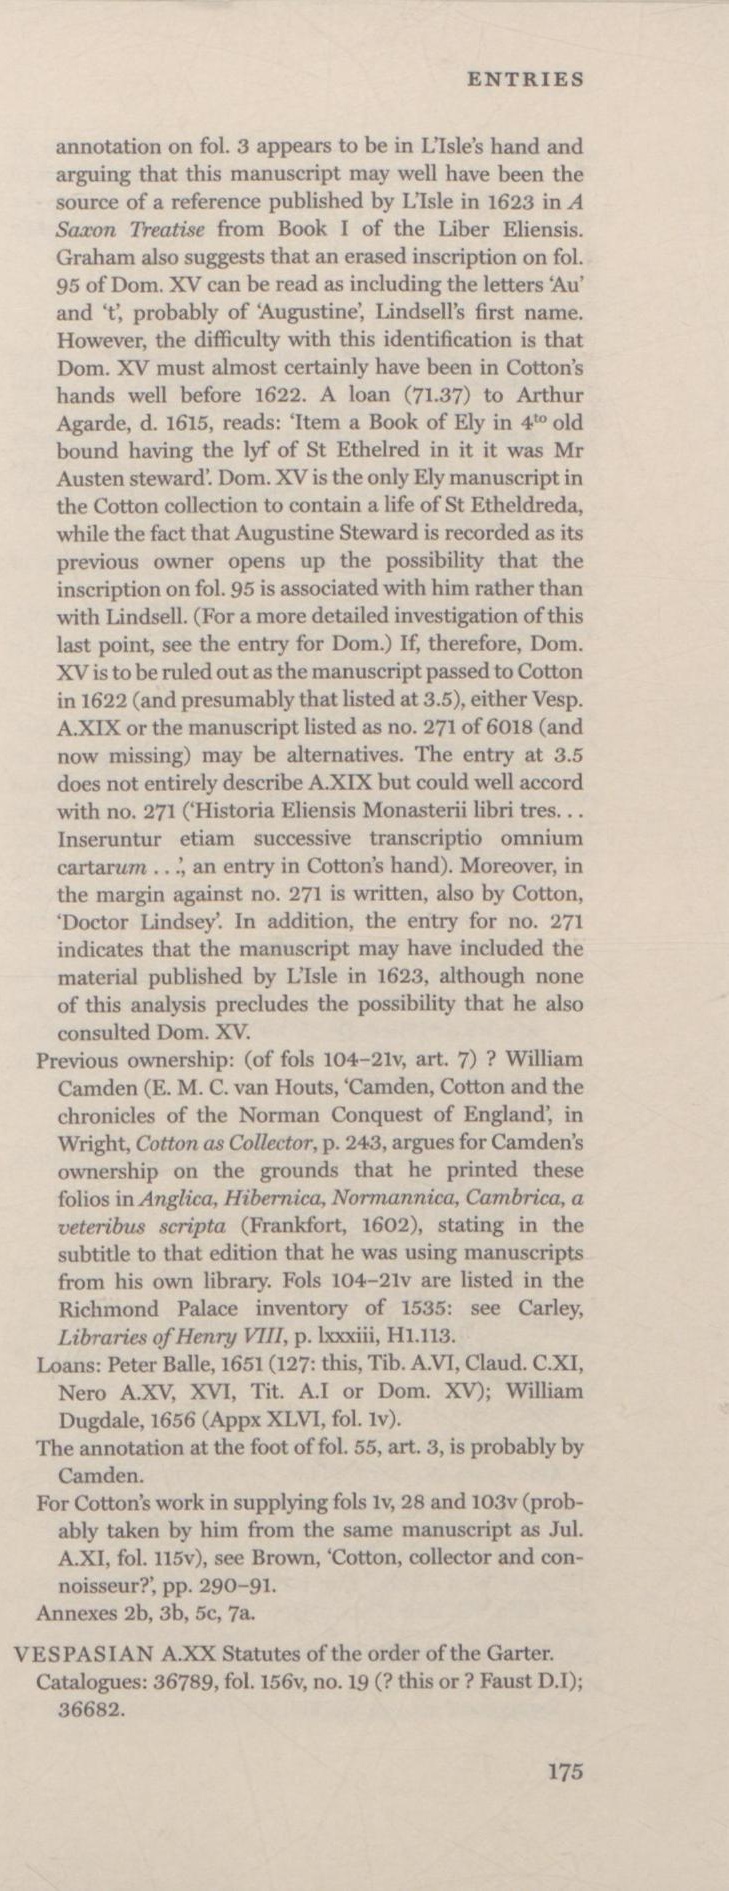 ENTRIES
annotation on fol. 3 appears to be in L'Isle's hand and
arguing that this manuscript may well have been the
source of a reference published by L'Isle in 1623 in A
Saxon Treatise from Book I of the Liber Eliensis.
Graham also suggests that an erased inscription on fol.
95 of Dom. XV can be read as including the letters 'Au'
and 't', probably of 'Augustine', Lindsell's first name.
However, the difficulty with this identification is that
Dom. XV must almost certainly have been in Cotton's
hands well before 1622. A loan (71.37) to Arthur
Agarde, d. 1615, reads: 'Item a Book of Ely in 4to old
bound having the lyf of St Ethelred in it it was Mr
Austen steward'. Dom. XV is the only Ely manuscript in
the Cotton collection to contain a life of St Etheldreda,
while the fact that Augustine Steward is recorded as its
previous owner opens up the possibility that the
inscription on fol. 95 is associated with him rather than
with Lindsell. (For a more detailed investigation of this
last point, see the entry for Dom.) If, therefore, Dom.
XV is to be ruled out as the manuscript passed to Cotton
in 1622 (and presumably that listed at 3.5), either Vesp.
A.XIX or the manuscript listed as no. 271 of 6018 (and
now missing) may be alternatives. The entry at 3.5
does not entirely describe A.XIX but could well accord
with no. 271 ('Historia Eliensis Monasterii libri tres. . .
Inseruntur etiam successive transcriptio omnium
cartarum . . .', an entry in Cotton's hand). Moreover, in
the margin against no. 271 is written, also by Cotton,
'Doctor Lindsey'. In addition, the entry for no. 271
indicates that the manuscript may have included the
material published by L'Isle in 1623, although none
of this analysis precludes the possibility that he also
consulted Dom. XV.
Previous ownership: (of fols 104–21v, art. 7) ? William
Camden (E. M. C. van Houts, 'Camden, Cotton and the
chronicles of the Norman Conquest of England', in
Wright, Cotton as Collector, p. 243, argues for Camden's
ownership on the grounds that he printed these
folios in Anglica, Hibernica, Normannica, Cambrica, a
veteribus scripta (Frankfort, 1602), stating in the
subtitle to that edition that he was using manuscripts
from his own library. Fols 104–21v are listed in the
Richmond Palace inventory of 1535: see Carley,
Libraries of Henry VIII, p. lxxxiii, H1.113.
Loans: Peter Balle, 1651 (127: this, Tib. A.VI, Claud. C.XI,
Nero A.XV, XVI, Tit. A.I or Dom. XV); William
Dugdale, 1656 (Appx XLVI, fol. 1v).
The annotation at the foot of fol. 55, art. 3, is probably by
Camden.
For Cotton's work in supplying fols 1v, 28 and 103v (prob-
ably taken by him from the same manuscript as Jul.
A.XI, fol. 115v), see Brown, 'Cotton, collector and con-
noisseur?', pp. 290–91.
Annexes 2b, 3b, 5c, 7a.
VESPASIAN A.XX Statutes of the order of the Garter.
Catalogues: 36789, fol. 156v, no. 19 (? this or ? Faust D.I);
36682.
175